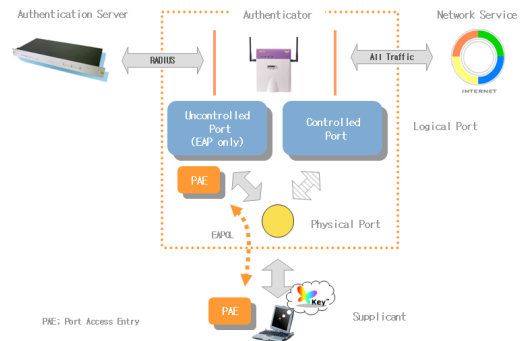 Authentication Server
Authenticator
Network Service
RADIUS
All Traffic
INTERNET
Uncontrolled
Port
(EAP only)
Controlled
Port
Logical Port
PAE
Physical Port
EAPOL
Key™
PAE
PAE; Port Access Entry
Supplicant